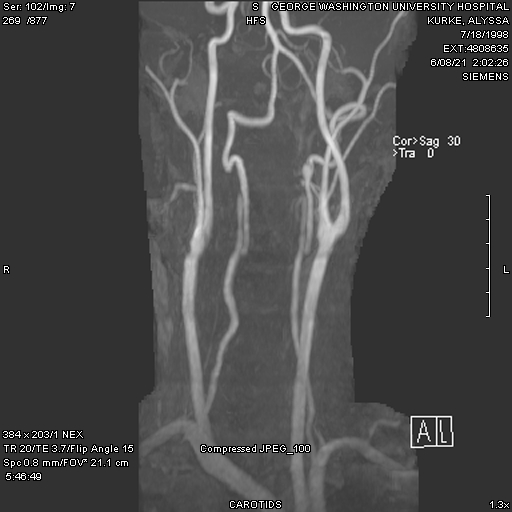 Ser: 102/Img: 7
269 /877
S
HFS
GEORGE WASHINGTON UNIVERSITY HOSPITAL
KURKE, ALYSSA
7/18/1998
EXT:4808635
6/08/21 2:02:26
SIEMENS
Cor>Sag 30
>Tra 0
R
L
384 x 203/1 NEX
TR 20/TE 3.7/Flip Angle 15
Spc 0.8 mm/FOV* 21.1 cm
5:46:49
Compressed JPEG_100
AL
CAROTIDS
1.3x